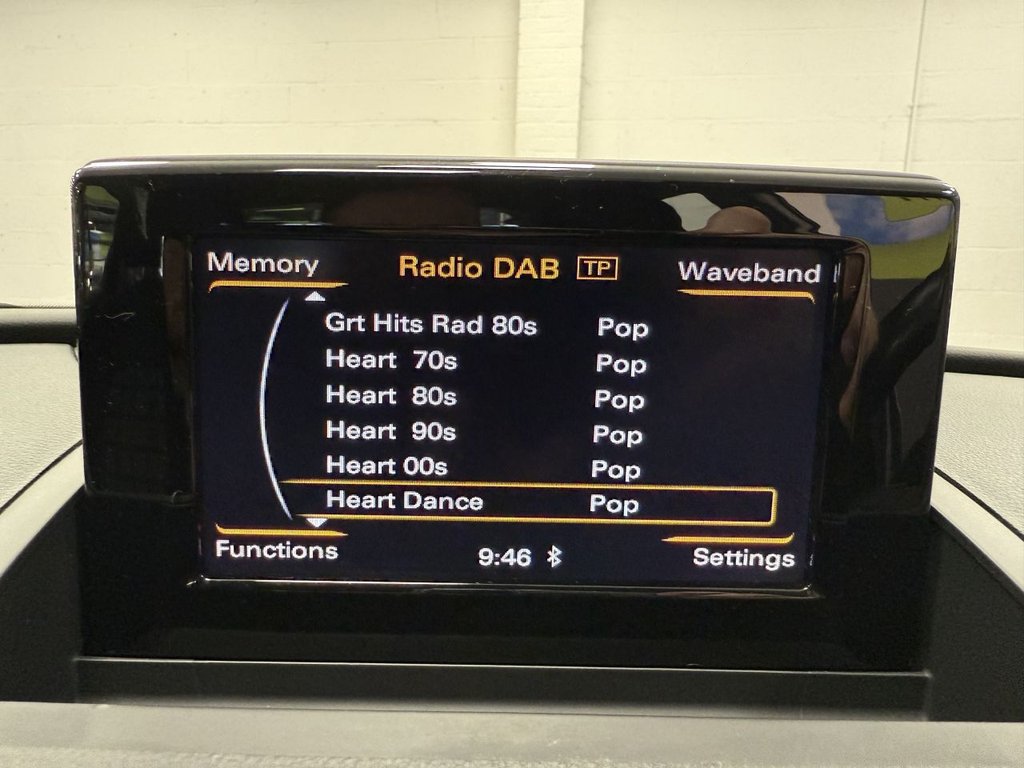 Memory Radio DAB TP Waveband
Grt Hits Rad 80s Pop
Heart 70s Pop
Heart 80s Pop
Heart 90s Pop
Heart 00s Pop
Heart Dance Pop
Functions 9:46 Settings